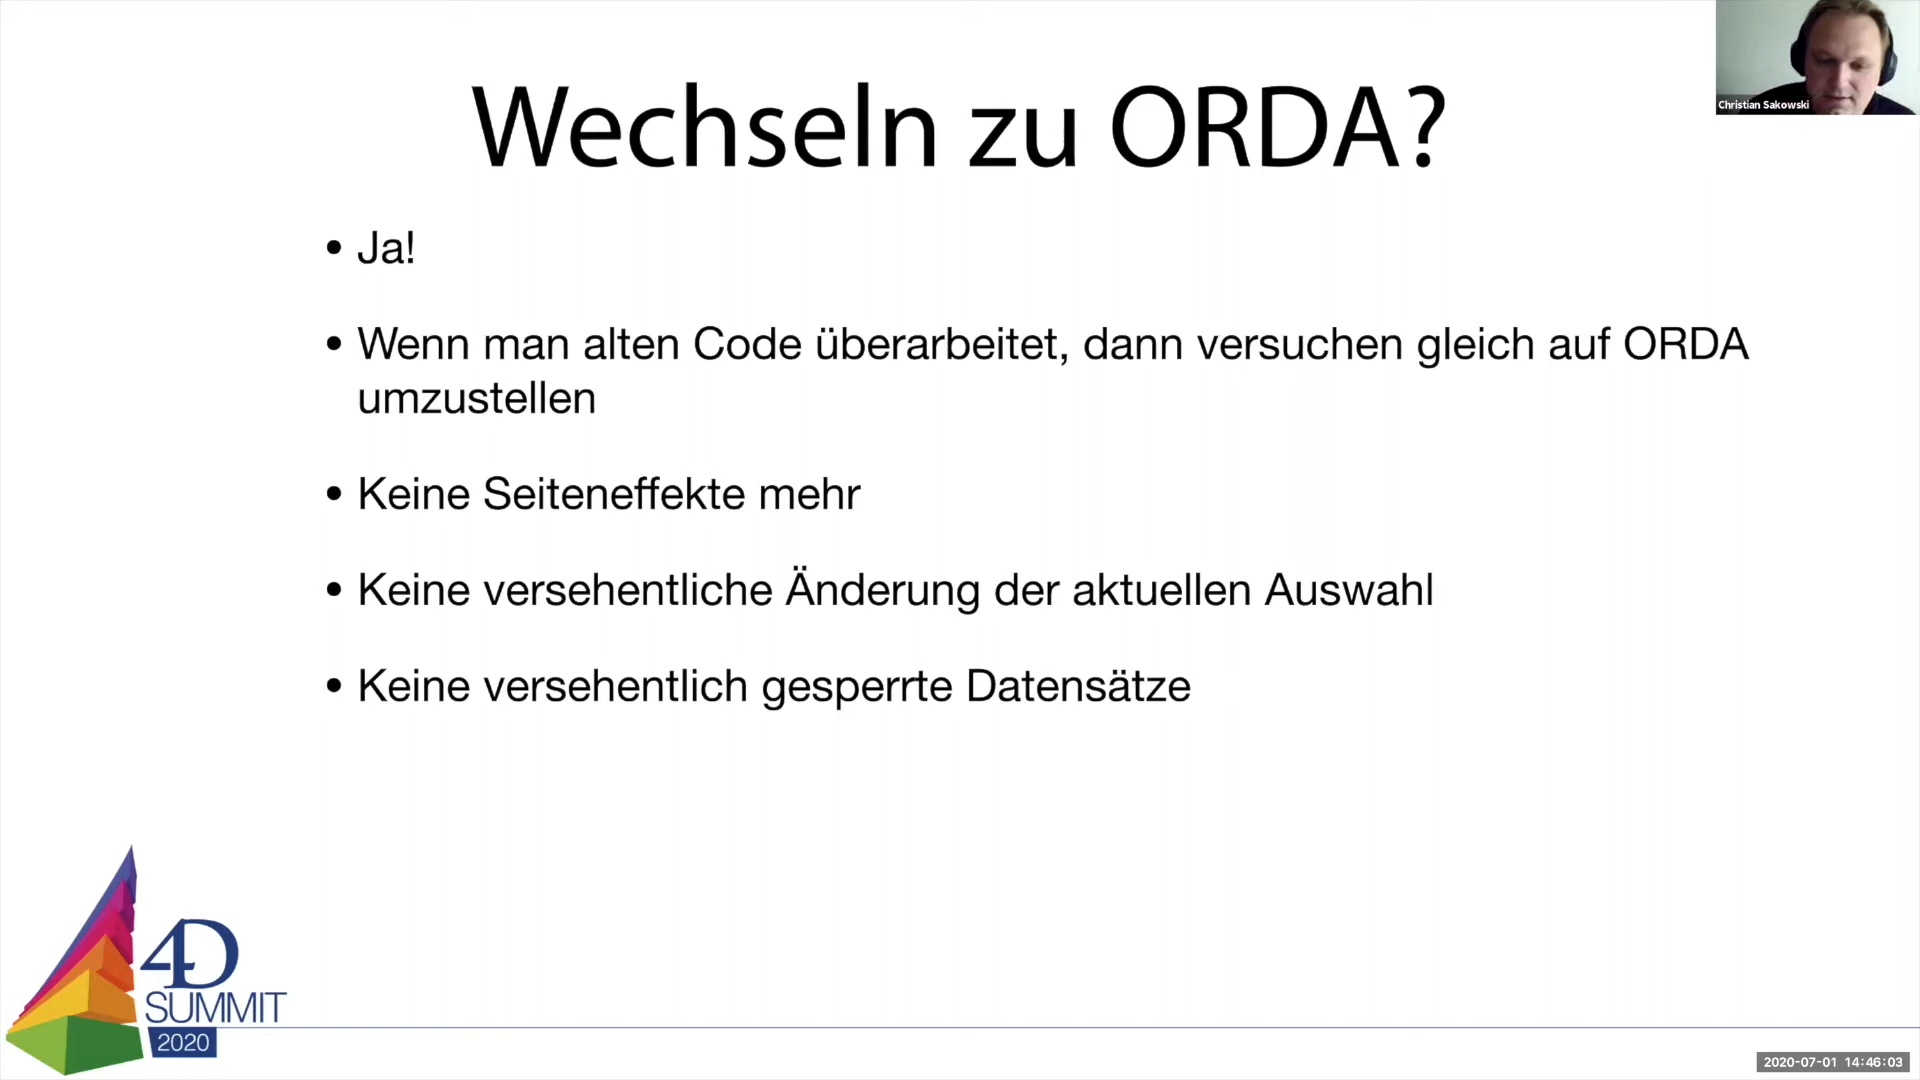 Wechseln zu ORDA?
Christian Sakowski
• Ja!
• Wenn man alten Code überarbeitet, dann versuchen gleich auf ORDA
umzustellen
• Keine Seiteneffekte mehr
• Keine versehentliche Änderung der aktuellen Auswahl
• Keine versehentlich gesperrte Datensätze
4D
SUMMIT
2020
2020-07-01 14:46:03